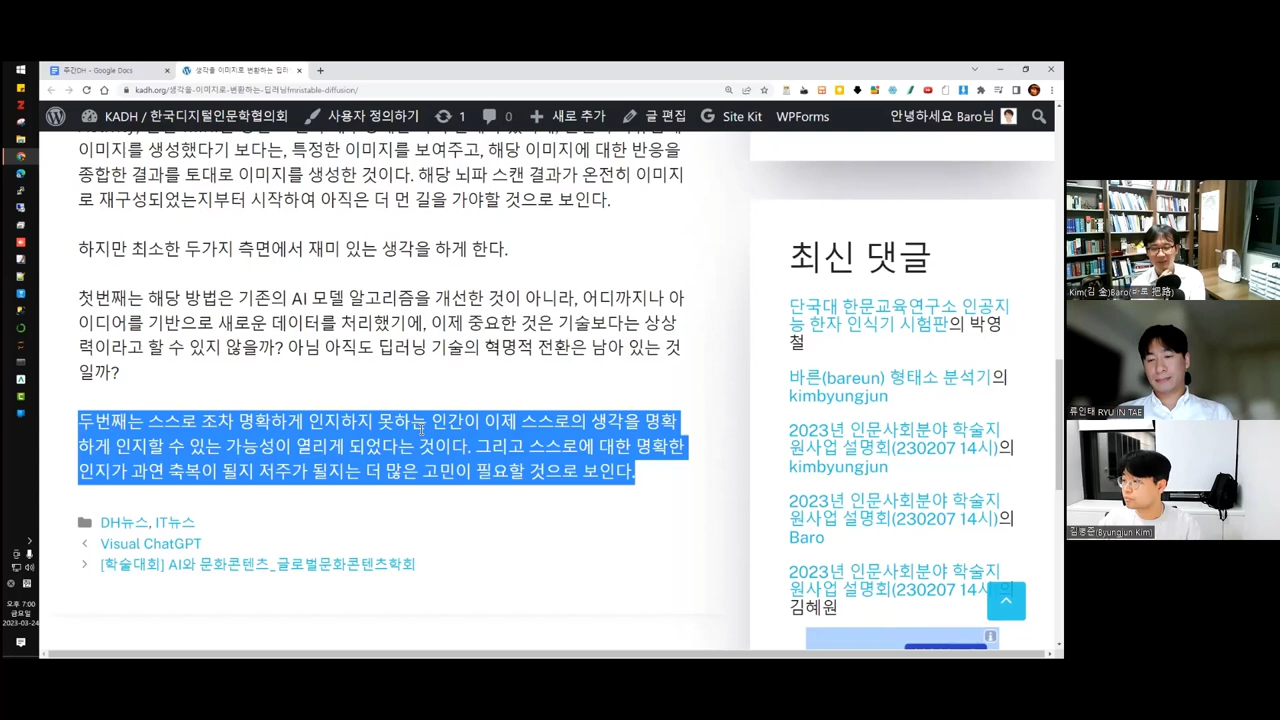 주간DH - Google Docs
생각을 이미지로 변환하는 딥러
kadh.org/생각을-이미지로-변환하는-딥러닝fmristable-diffusion/
KADH / 한국디지털인문학협의회
사용자 정의하기
1
0
새로 추가
글 편집
Site Kit
WPForms
안녕하세요 Baro님
이미지를 생성했다기 보다는, 특정한 이미지를 보여주고, 해당 이미지에 대한 반응을
종합한 결과를 토대로 이미지를 생성한 것이다. 해당 뇌파 스캔 결과가 온전히 이미지
로 재구성되었는지부터 시작하여 아직은 더 먼 길을 가야할 것으로 보인다.
하지만 최소한 두가지 측면에서 재미 있는 생각을 하게 한다.
첫번째는 해당 방법은 기존의 AI 모델 알고리즘을 개선한 것이 아니라, 어디까지나 아
이디어를 기반으로 새로운 데이터를 처리했기에, 이제 중요한 것은 기술보다는 상상
력이라고 할 수 있지 않을까? 아님 아직도 딥러닝 기술의 혁명적 전환은 남아 있는 것
일까?
두번째는 스스로 조차 명확하게 인지하지 못하는 인간이 이제 스스로의 생각을 명확
하게 인지할 수 있는 가능성이 열리게 되었다는 것이다. 그리고 스스로에 대한 명확한
인지가 과연 축복이 될지 저주가 될지는 더 많은 고민이 필요할 것으로 보인다.
DH뉴스, IT뉴스
Visual ChatGPT
[학술대회] AI와 문화콘텐츠_글로벌문화콘텐츠학회
최신 댓글
단국대 한문교육연구소 인공지
능 한자 인식기 시험판의 박영
철
바른(bareun) 형태소 분석기의
kimbyungjun
2023년 인문사회분야 학술지
원사업 설명회(230207 14시)의
kimbyungjun
2023년 인문사회분야 학술지
원사업 설명회(230207 14시)의
Baro
2023년 인문사회분야 학술지
원사업 설명회(230207 14시)의
김혜원
오후 7:00
금요일
2023-03-24
Kim(김 金)Baro(바로 把路)
류인태 RYU IN TAE
김병준(Byungjun Kim)